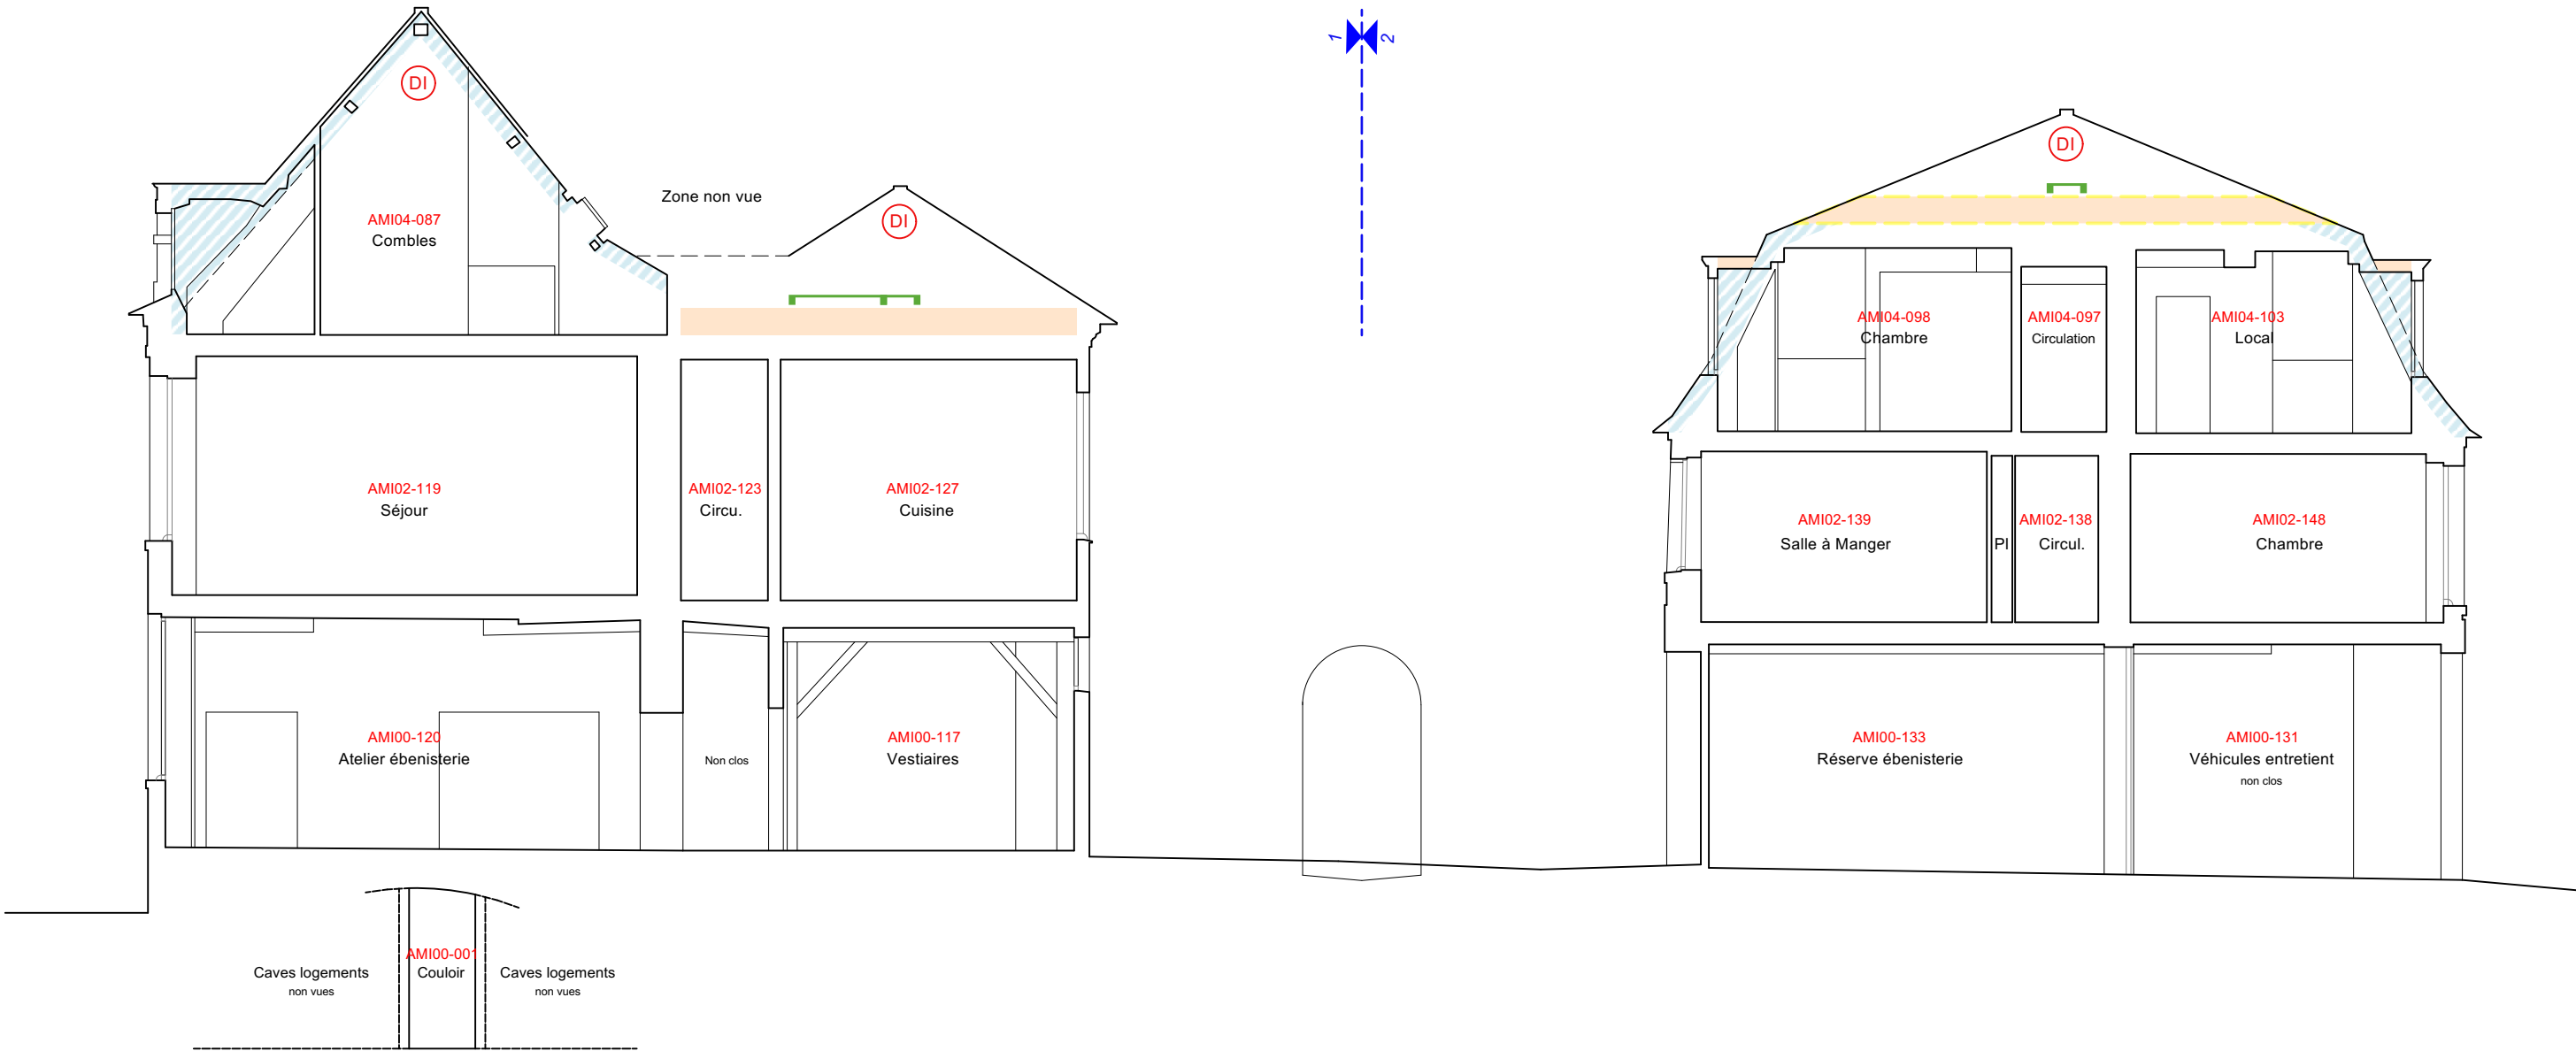 1
2
DI
DI
DI
Zone non vue
AMI04-087
Combles
AMI04-098
Chambre
AMI04-097
Circulation
AMI04-103
Local
AMI02-119
Séjour
AMI02-123
Circu.
AMI02-127
Cuisine
AMI02-139
Salle à Manger
Pl
AMI02-138
Circul.
AMI02-148
Chambre
AMI00-120
Atelier ébenisterie
Non clos
AMI00-117
Vestiaires
AMI00-133
Réserve ébenisterie
AMI00-131
Véhicules entretient
non clos
Caves logements
non vues
AMI00-001
Couloir
Caves logements
non vues